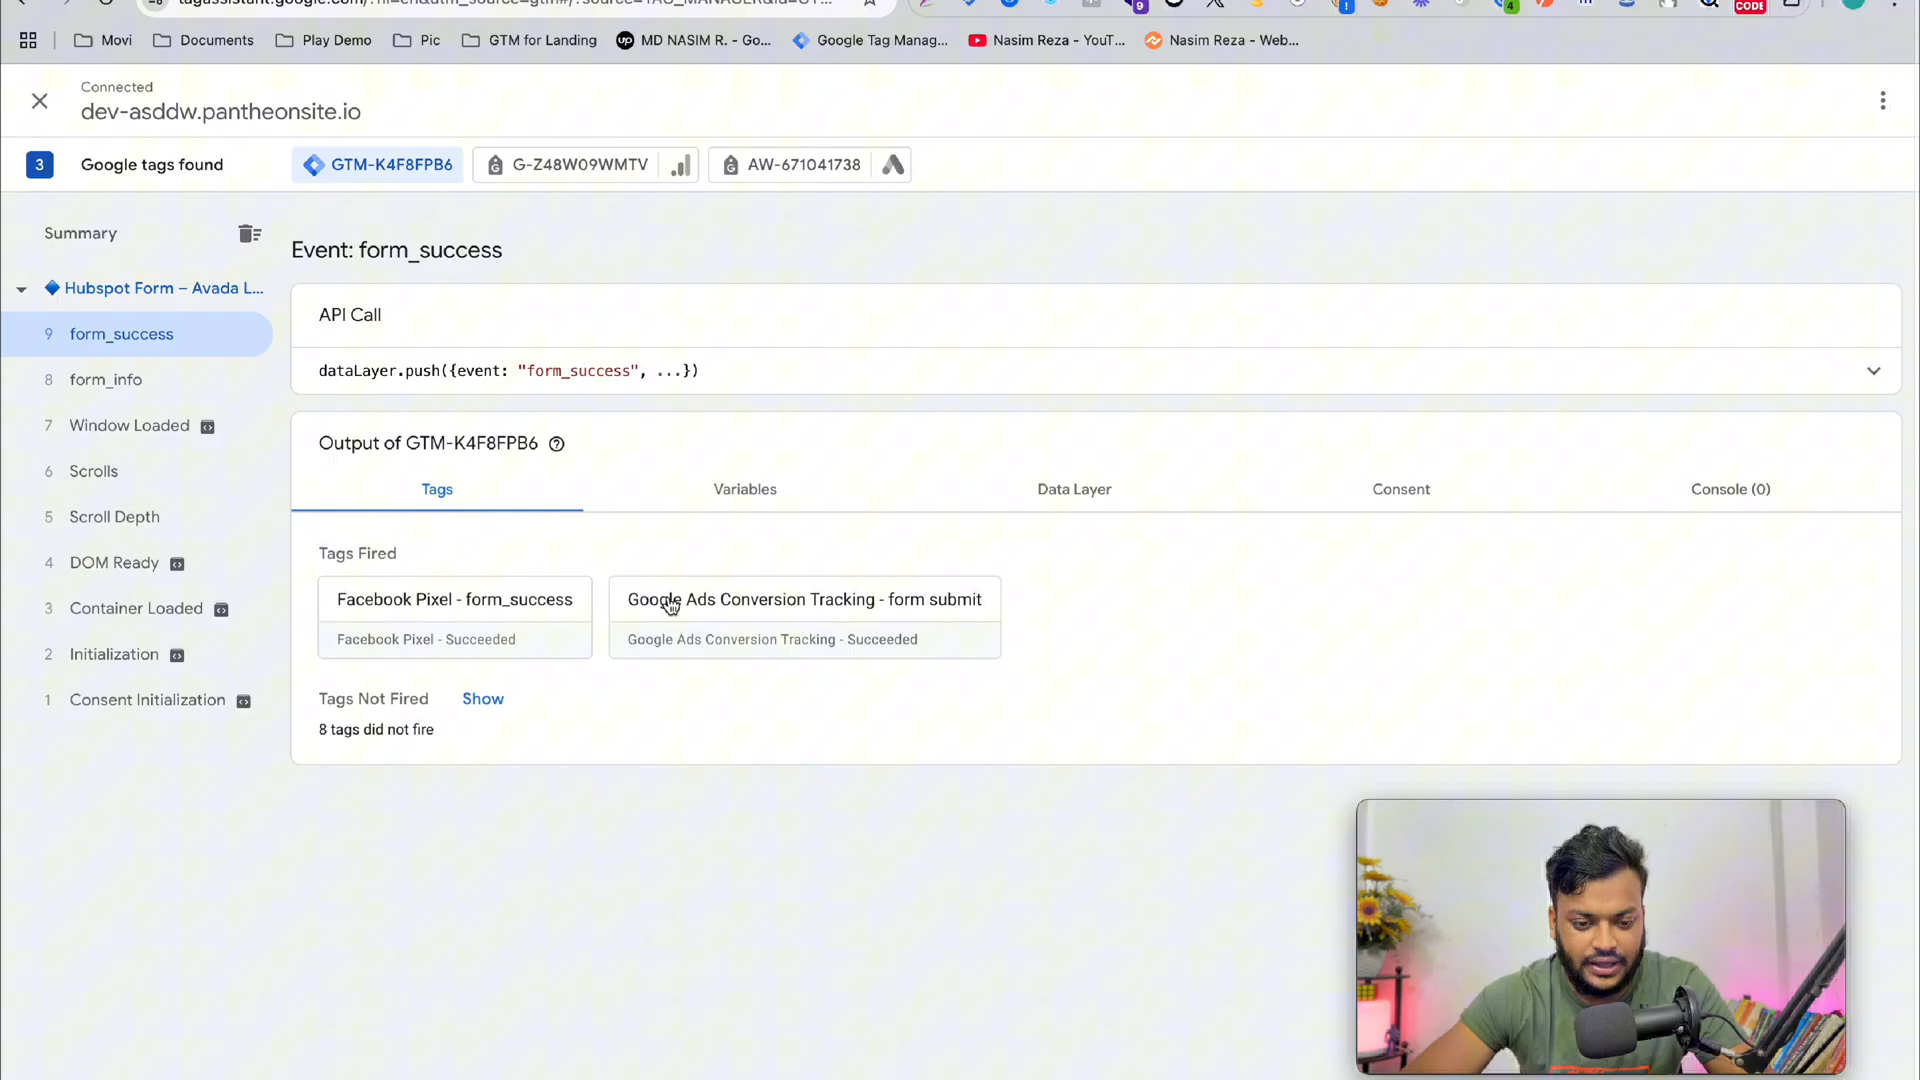 Movi
Documents
Play Demo
Pic
GTM for Landing
up
MD NASIM R. - Go...
Google Tag Manag...
Nasim Reza - YouT...
Nasim Reza - Web...
9
4
CODE
Connected
dev-asddw.pantheonsite.io
3
Google tags found
GTM-K4F8FPB6
G-Z48W09WMTV
AW-671041738
Summary
Hubspot Form – Avada L...
9 form_success
8 form_info
7 Window Loaded
6 Scrolls
5 Scroll Depth
4 DOM Ready
3 Container Loaded
2 Initialization
1 Consent Initialization
Event: form_success
API Call
dataLayer.push({event: "form_success", ...})
Output of GTM-K4F8FPB6
Tags
Variables
Data Layer
Consent
Console (0)
Tags Fired
Facebook Pixel - form_success
Facebook Pixel - Succeeded
Google Ads Conversion Tracking - form submit
Google Ads Conversion Tracking - Succeeded
Tags Not Fired
Show
8 tags did not fire